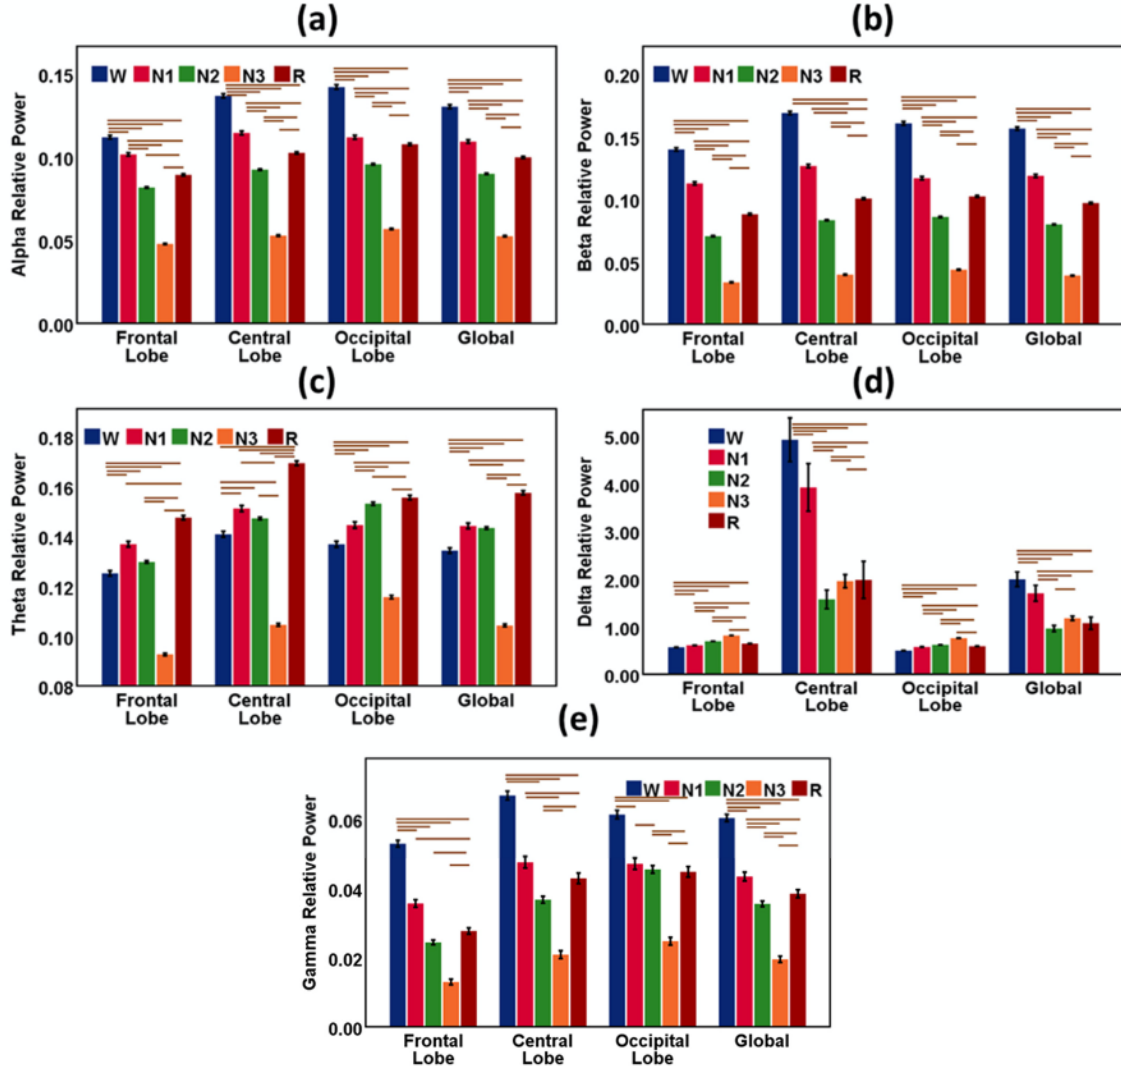 (a)
Alpha Relative Power
0.15
0.10
0.05
0.00
W N1 N2 N3 R
Frontal Lobe
Central Lobe
Occipital Lobe
Global
(b)
Beta Relative Power
0.20
0.15
0.10
0.05
0.00
W N1 N2 N3 R
Frontal Lobe
Central Lobe
Occipital Lobe
Global
(c)
Theta Relative Power
0.18
0.16
0.14
0.12
0.10
0.08
W N1 N2 N3 R
Frontal Lobe
Central Lobe
Occipital Lobe
Global
(d)
Delta Relative Power
5.00
4.00
3.00
2.00
1.00
0.00
W
N1
N2
N3
R
Frontal Lobe
Central Lobe
Occipital Lobe
Global
(e)
Gamma Relative Power
0.06
0.04
0.02
0.00
W N1 N2 N3 R
Frontal Lobe
Central Lobe
Occipital Lobe
Global